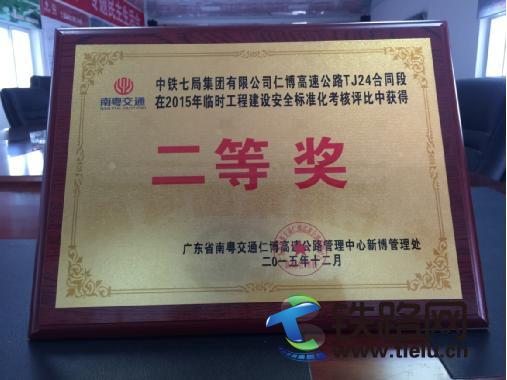 南粤交通
中铁七局集团有限公司仁博高速公路TJ24合同段
在2015年临时工程建设安全标准化考核评比中获得
二等奖
广东省南粤交通仁博高速公路管理中心新博管理处
二〇一五年十二月
铁路网
www.tielu.cn